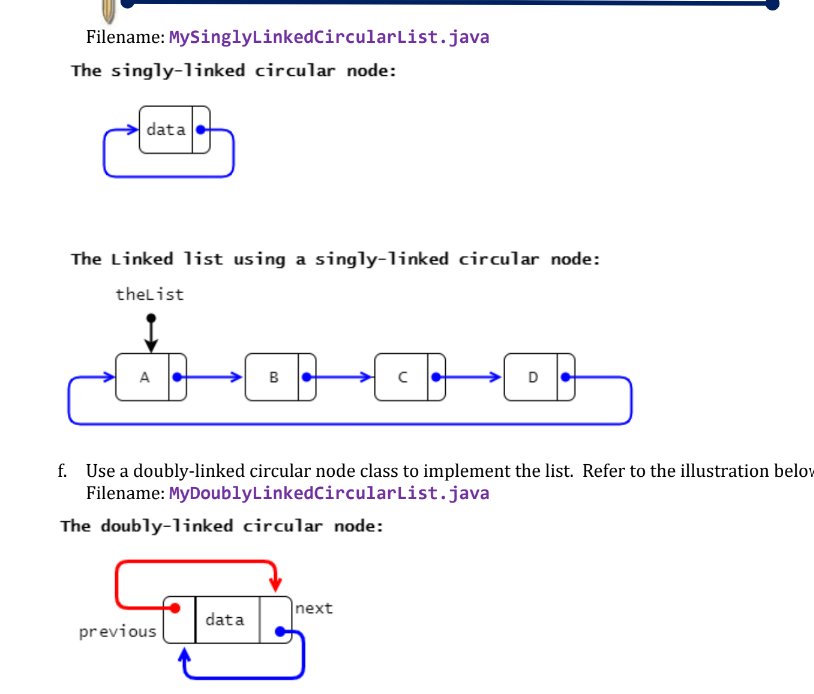 Filename: MySinglyLinkedCircularList.java
The singly-linked circular node:
data
The Linked list using a singly-linked circular node:
theList
A B C D
f. Use a doubly-linked circular node class to implement the list. Refer to the illustration below
Filename: MyDoublyLinkedCircularList.java
The doubly-linked circular node:
next
data
previous